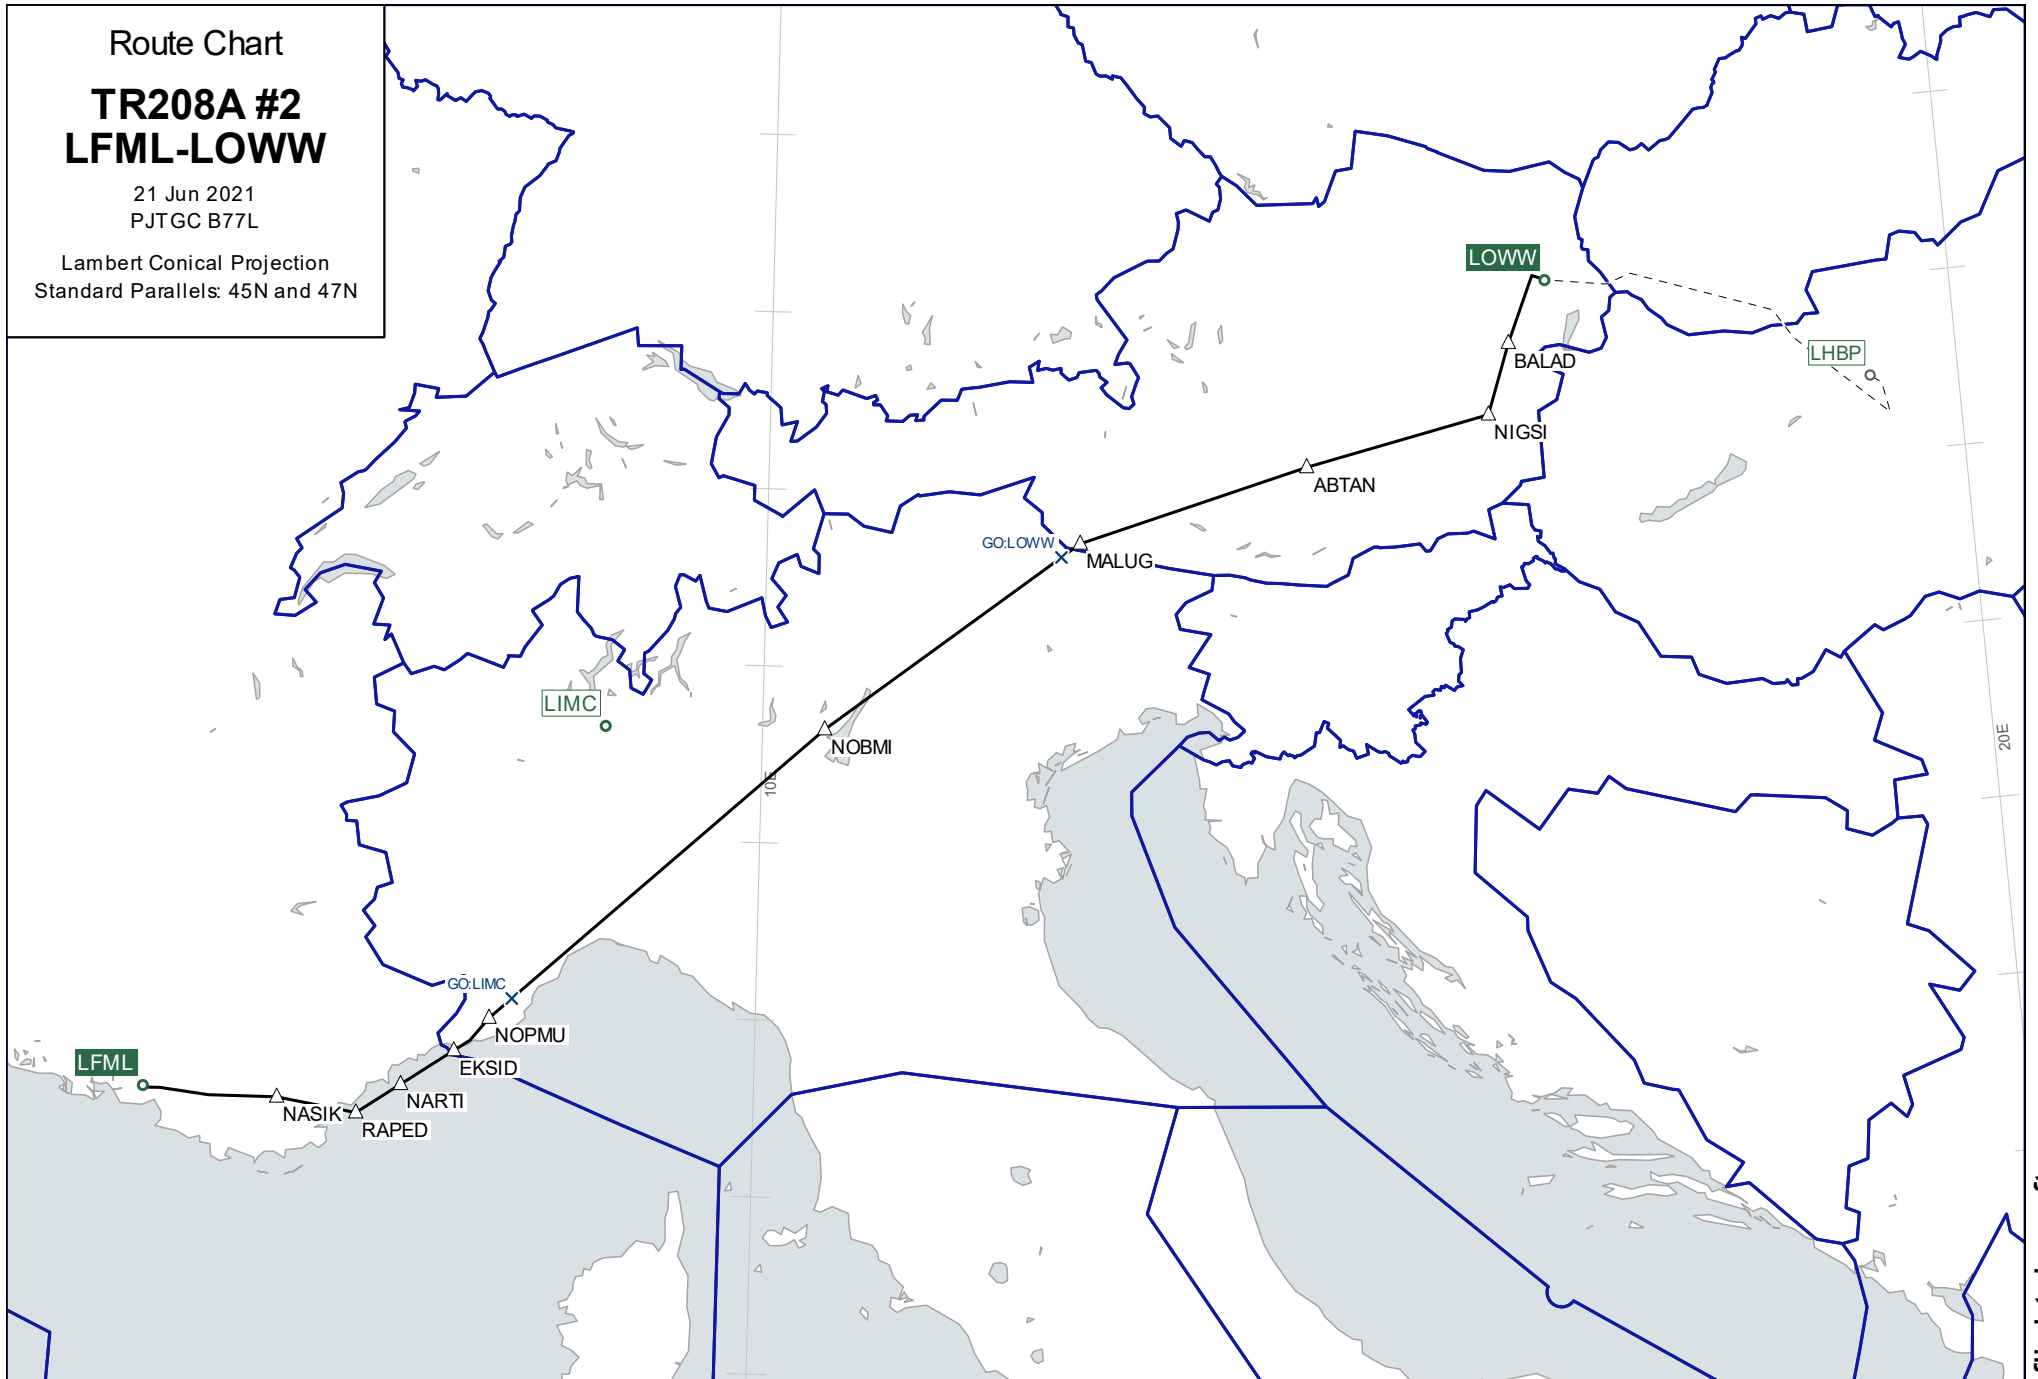 Route Chart
TR208A #2
LFML-LOWW
21 Jun 2021
PJTGC B77L
Lambert Conical Projection
Standard Parallels: 45N and 47N
LOWW
BALAD
LHBP
NIGSI
ABTAN
GO:LOWW
MALUG
LIMC
NOBMI
10E
20E
GO:LIMC
NOPMU
LFML
EKSID
NARTI
NASIK
RAPED